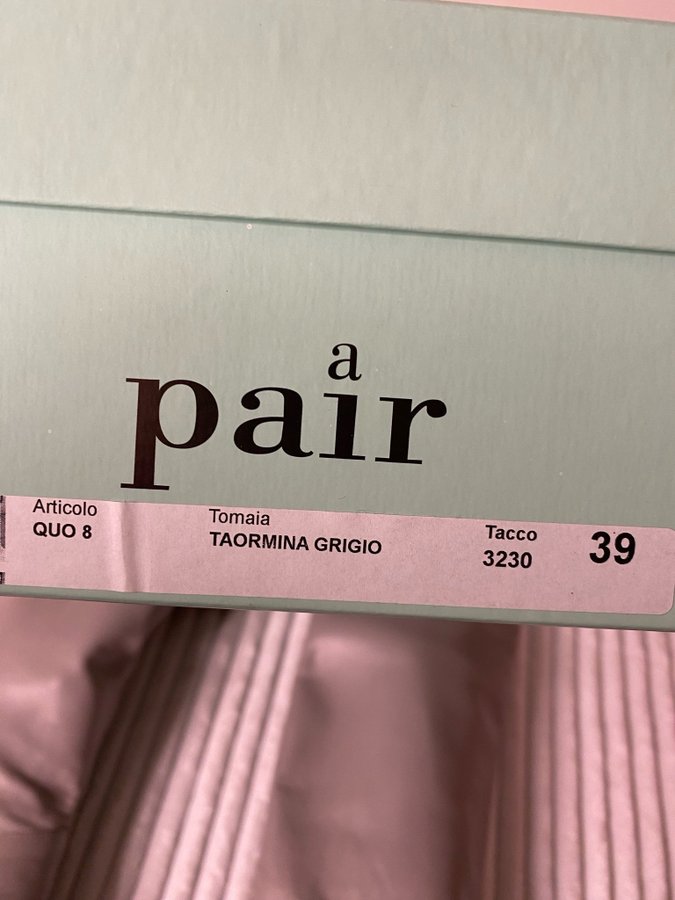 a
pair
Articolo Tomaia Tacco 39
QUO 8 TAORMINA GRIGIO 3230